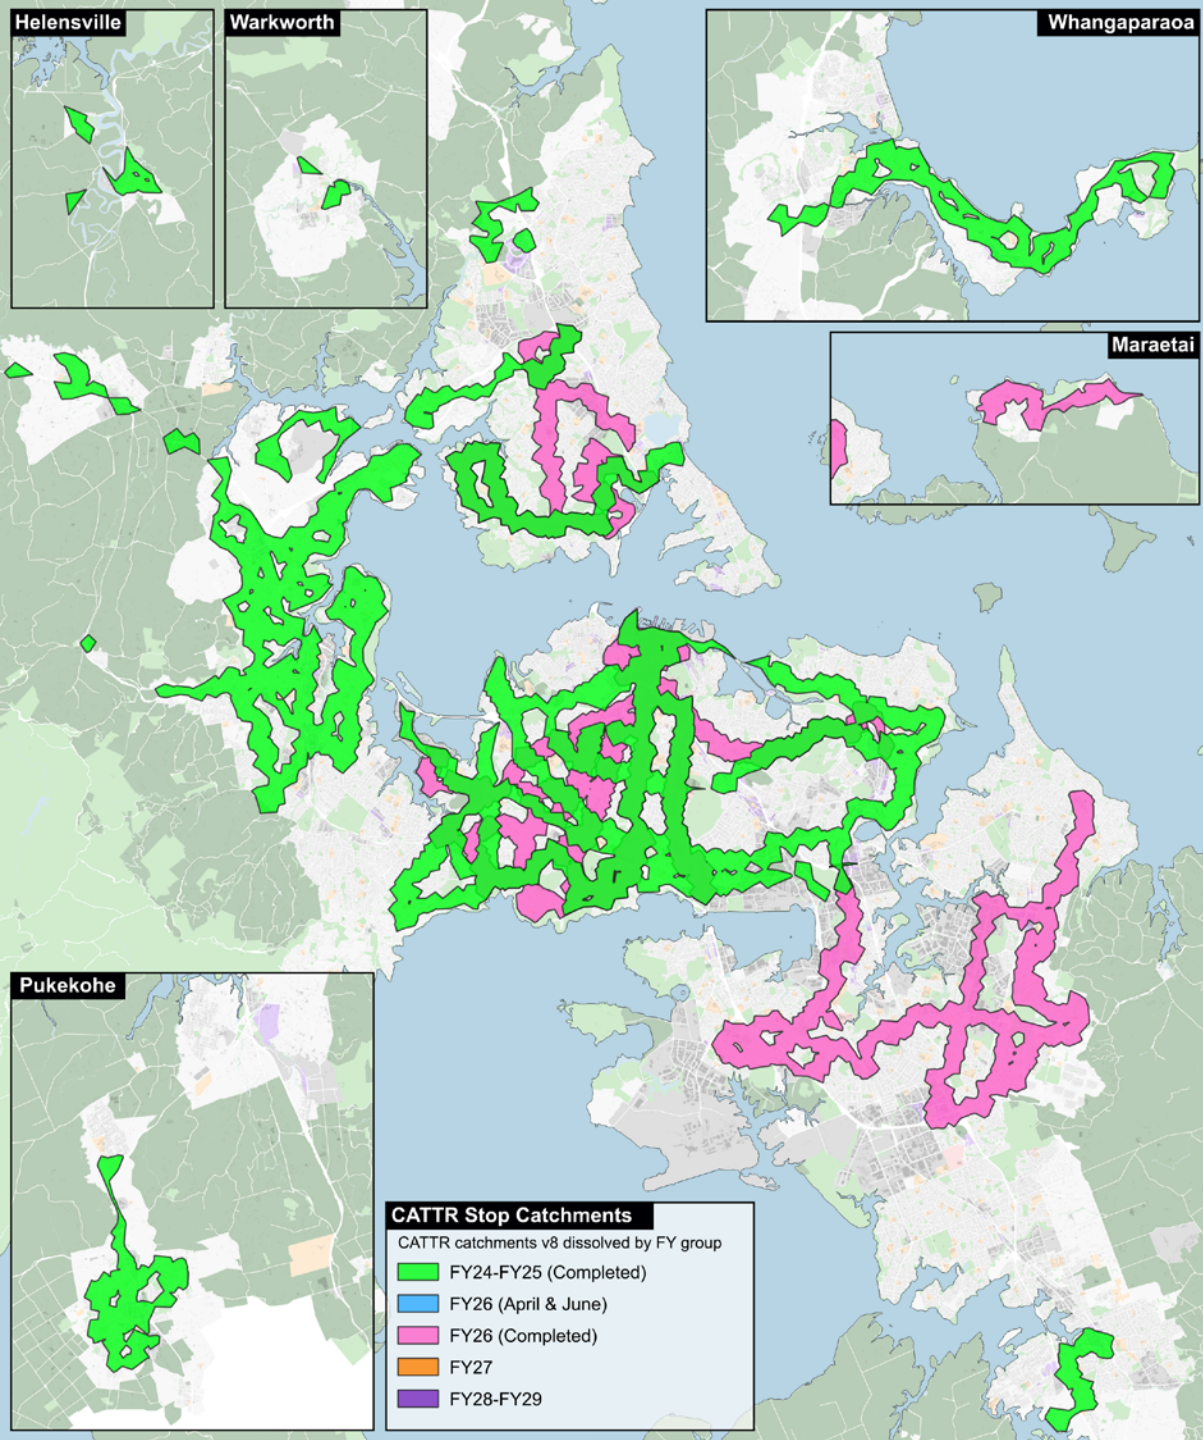 Helensville
Warkworth
Whangaparaoa
Maraetai
Pukekohe
CATTR Stop Catchments
CATTR catchments v8 dissolved by FY group
FY24-FY25 (Completed)
FY26 (April & June)
FY26 (Completed)
FY27
FY28-FY29